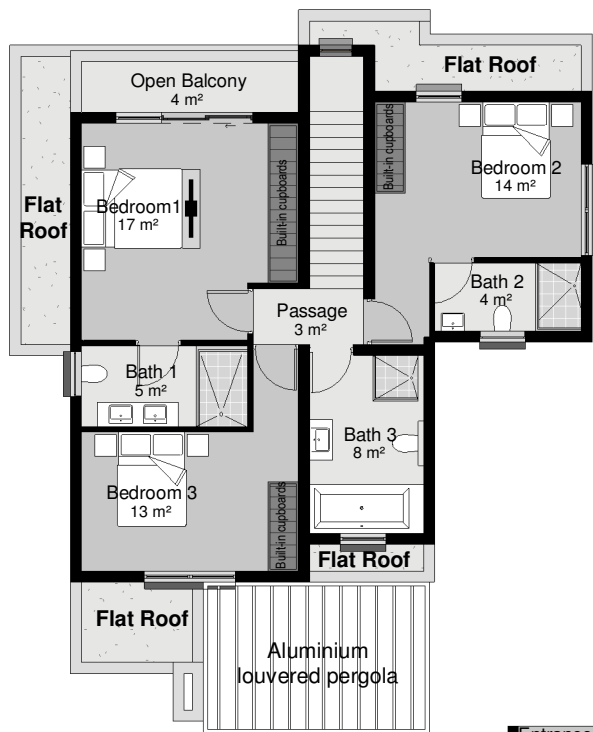 Flat Roof
Open Balcony
4 m²
Built-in cupboards
Built-in cupboards
Bedroom 2
14 m²
Flat
Roof
Bedroom1
17 m²
Bath 2
4 m²
Passage
3 m²
Bath 1
5 m²
Bath 3
8 m²
Bedroom 3
13 m²
Built-in cupboards
Flat Roof
Flat Roof
Aluminium
louvered pergola
Entrance